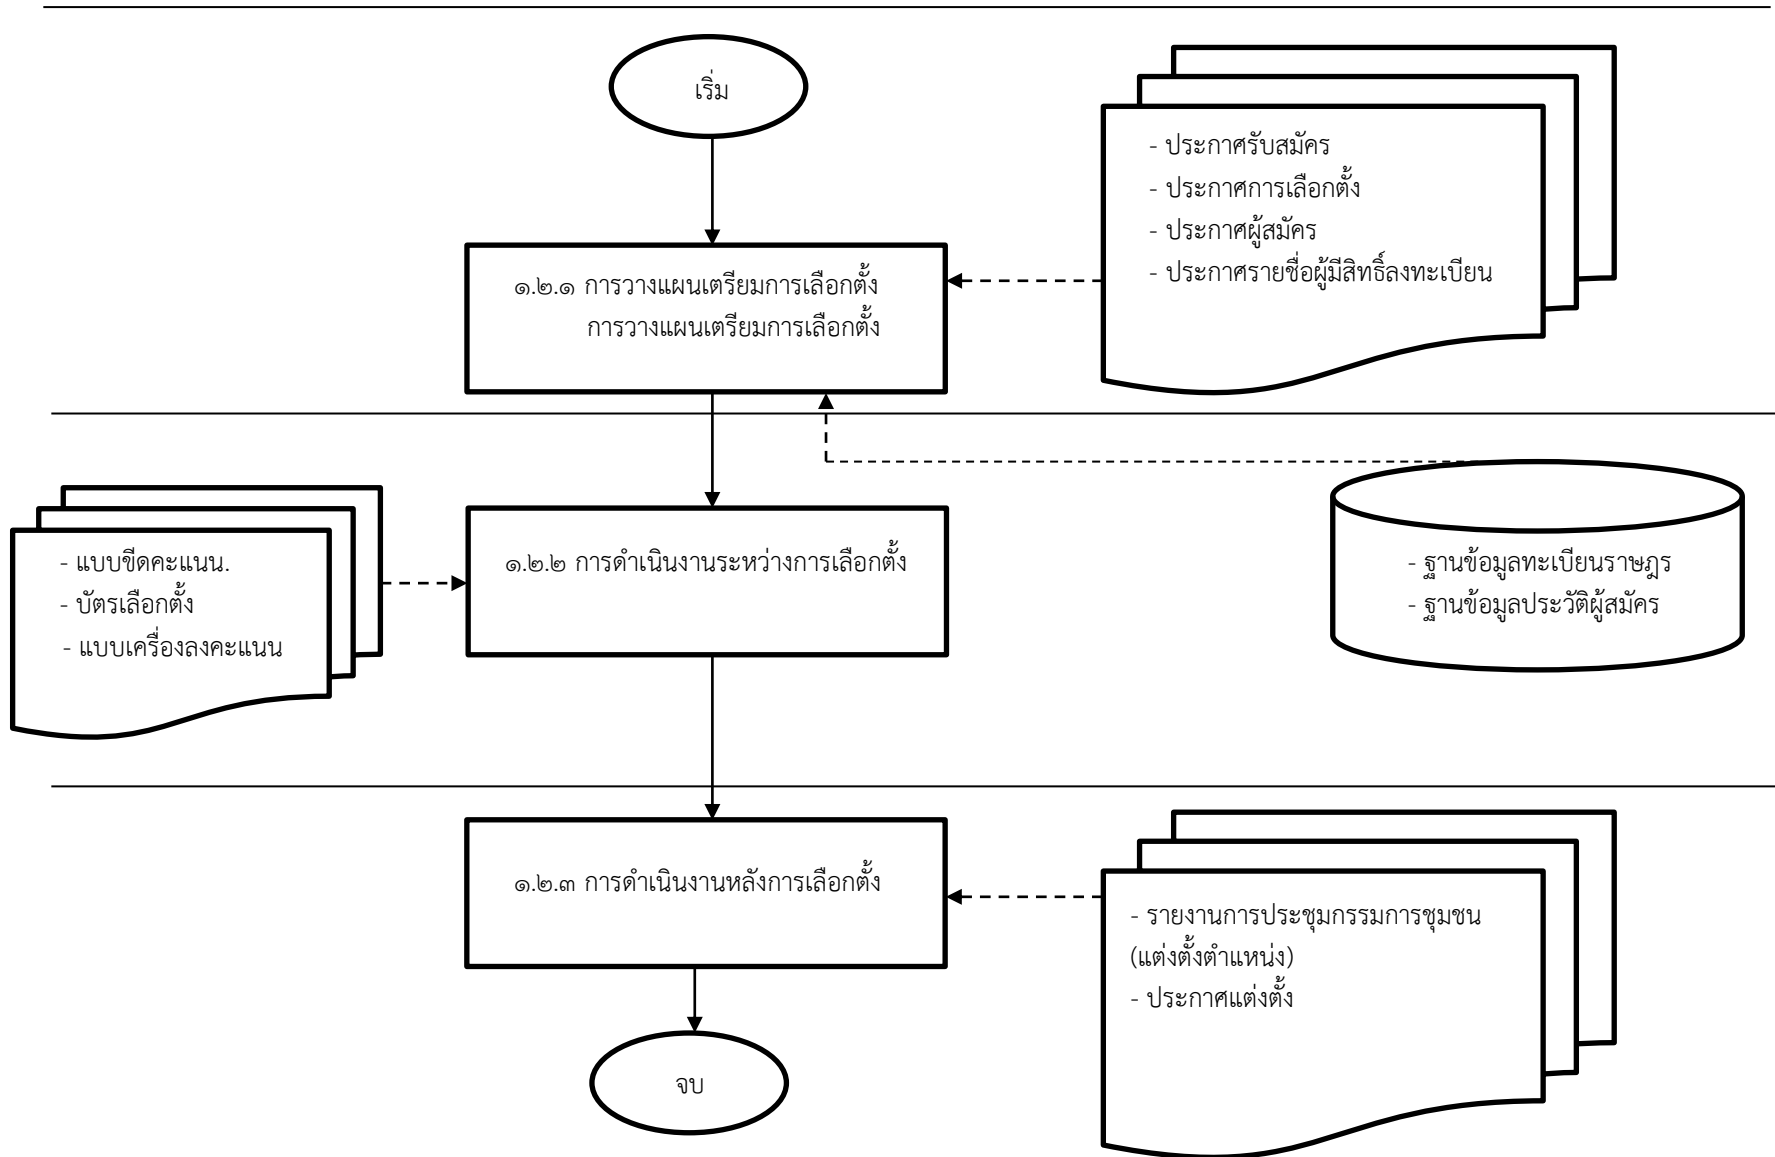 เริ่ม
- ประกาศรับสมัคร
- ประกาศการเลือกตั้ง
- ประกาศผู้สมัคร
- ประกาศรายชื่อผู้มีสิทธิ์ลงทะเบียน
๑.๒.๑ การวางแผนเตรียมการเลือกตั้ง
การวางแผนเตรียมการเลือกตั้ง
- แบบขีดคะแนน.
- บัตรเลือกตั้ง
- แบบเครื่องลงคะแนน
๑.๒.๒ การดำเนินงานระหว่างการเลือกตั้ง
- ฐานข้อมูลทะเบียนราษฎร
- ฐานข้อมูลประวัติผู้สมัคร
๑.๒.๓ การดำเนินงานหลังการเลือกตั้ง
- รายงานการประชุมกรรมการชุมชน
(แต่งตั้งตำแหน่ง)
- ประกาศแต่งตั้ง
จบ